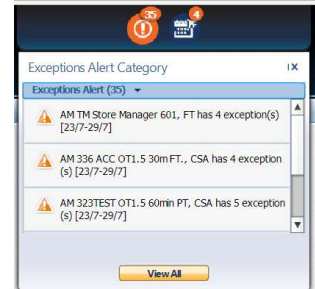 35
4
Exceptions Alert Category
X
Exceptions Alert (35)
AM TM Store Manager 601, FT has 4 exception(s)
[23/7-29/7]
AM 336 ACC OT1.5 30m FT., CSA has 4 exception
(s) [23/7-29/7]
AM 323TEST OT1.5 60min PT, CSA has 5 exception
(s) [23/7-29/7]
View All